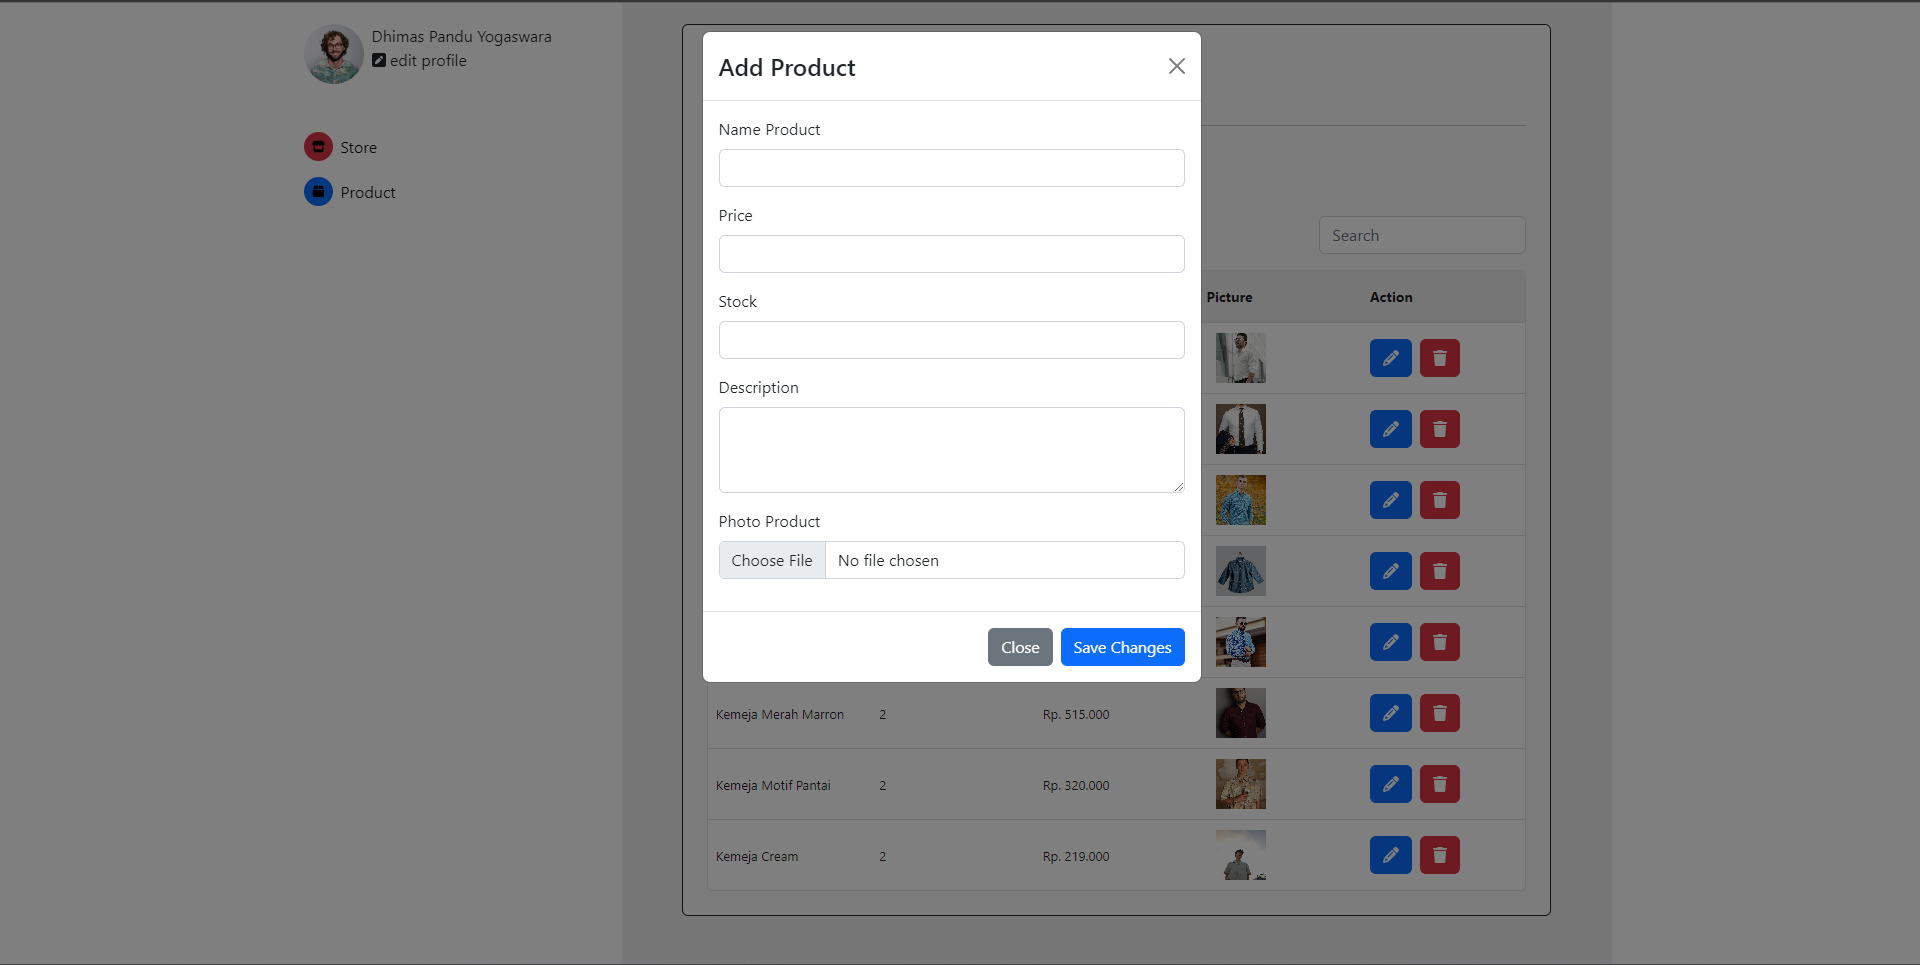 Dhimas Pandu Yogaswara
edit profile
Store
Product
Add Product
Name Product
Price
Stock
Description
Photo Product
Choose File No file chosen
Close Save Changes
Search
Picture Action
Kemeja Merah Marron 2 Rp. 515.000
Kemeja Motif Pantai 2 Rp. 320.000
Kemeja Cream 2 Rp. 219.000